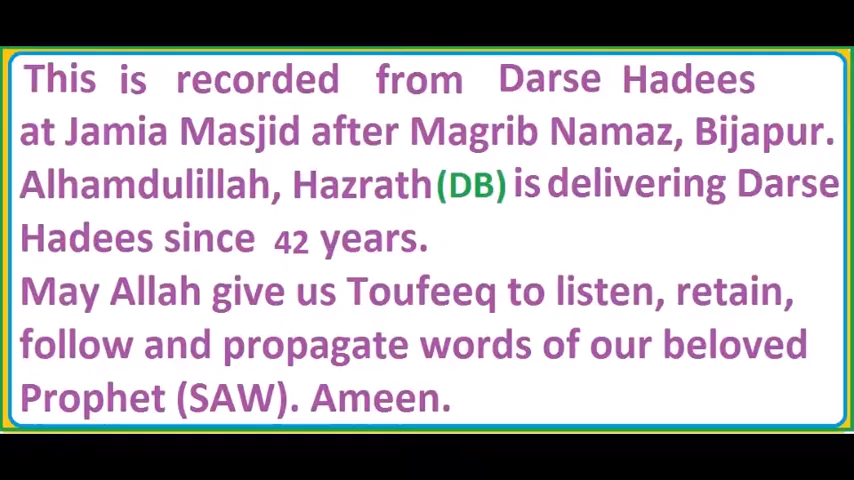 This is recorded from Darse Hadees
at Jamia Masjid after Magrib Namaz, Bijapur.
Alhamdulillah, Hazrath(DB) is delivering Darse
Hadees since 42 years.
May Allah give us Toufeeq to listen, retain,
follow and propagate words of our beloved
Prophet (SAW). Ameen.